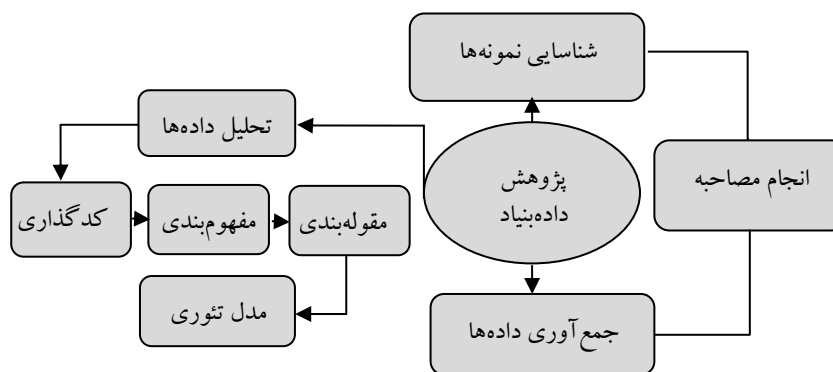 شناسایی نمونه‌ها
انجام مصاحبه
جمع‌آوری داده‌ها
پژوهش
داده‌بنیاد
تحلیل داده‌ها
کدگذاری
مفهوم‌بندی
مقوله‌بندی
مدل تئوری